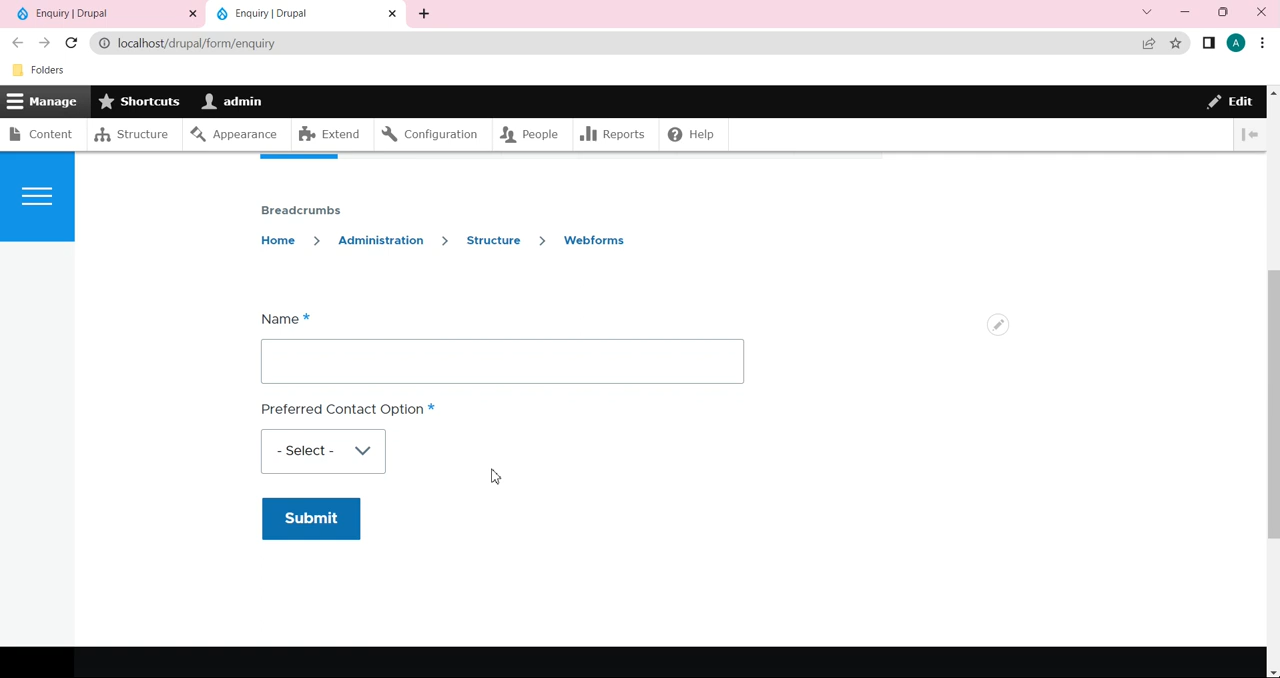 Enquiry | Drupal
Enquiry | Drupal
localhost/drupal/form/enquiry
A
Folders
Manage Shortcuts admin Edit
Content Structure Appearance Extend Configuration People Reports Help
Breadcrumbs
Home > Administration > Structure > Webforms
Name *
Preferred Contact Option *
- Select -
Submit